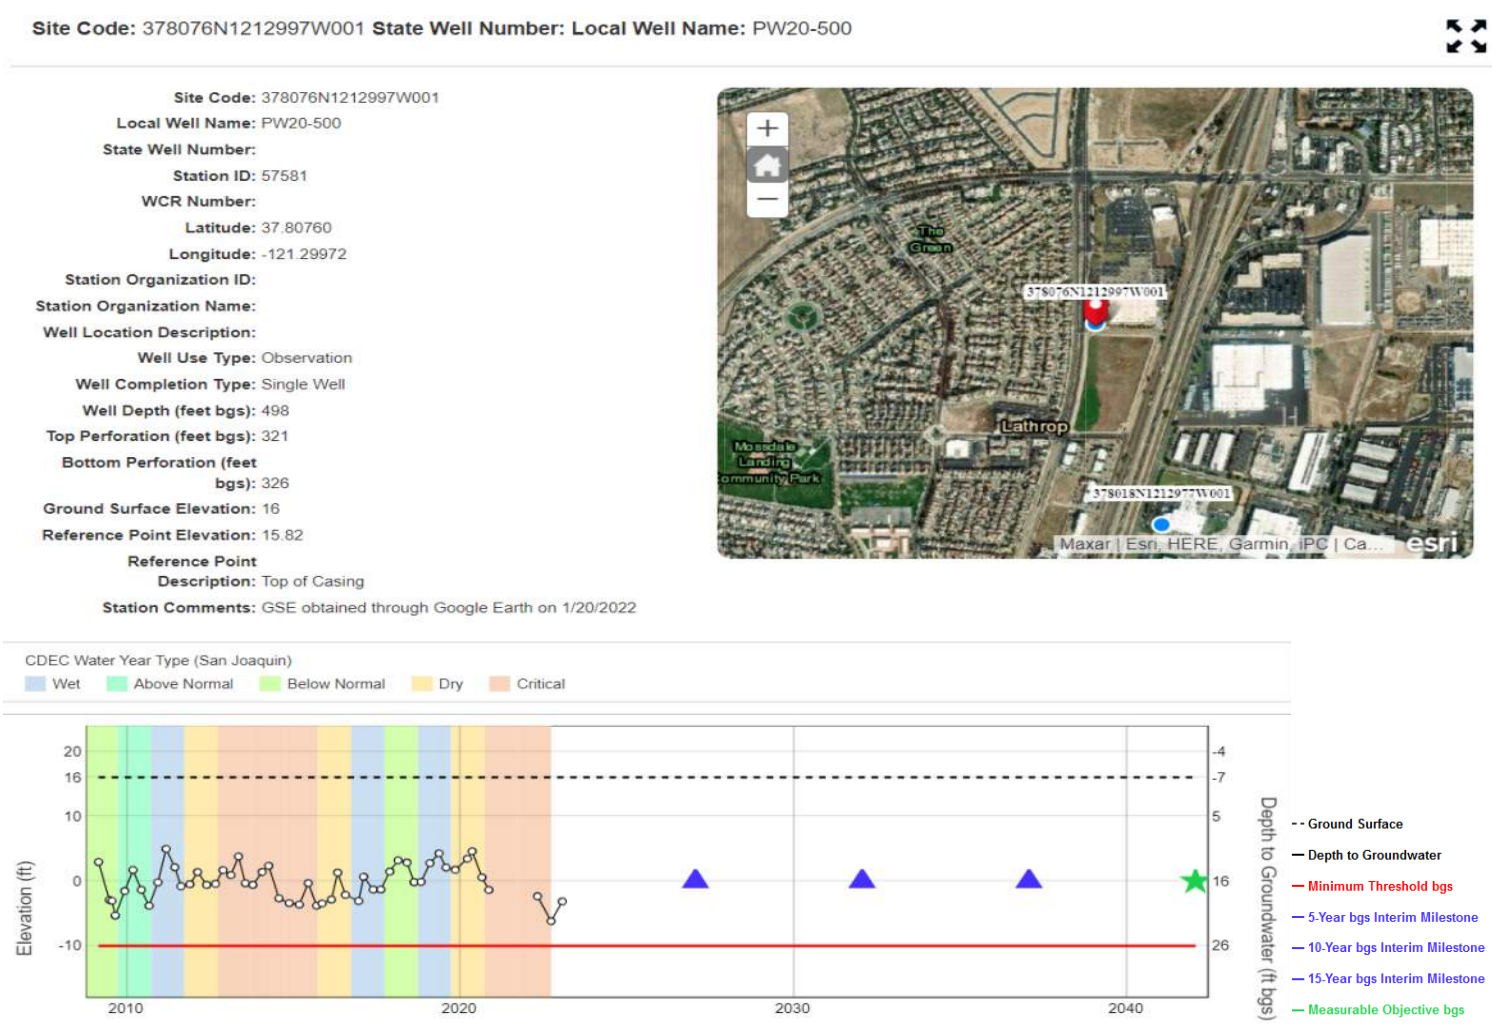 Site Code: 378076N1212997W001 State Well Number: Local Well Name: PW20-500
Site Code: 378076N1212997W001
Local Well Name: PW20-500
State Well Number:
Station ID: 57581
WCR Number:
Latitude: 37.80760
Longitude: -121.29972
Station Organization ID:
Station Organization Name:
Well Location Description:
Well Use Type: Observation
Well Completion Type: Single Well
Well Depth (feet bgs): 498
Top Perforation (feet bgs): 321
Bottom Perforation (feet
bgs): 326
Ground Surface Elevation: 16
Reference Point Elevation: 15.82
Reference Point
Description: Top of Casing
Station Comments: GSE obtained through Google Earth on 1/20/2022
+
−
The
Green
378076N1212997W001
Lathrop
Mossdale
Landing
ommunity Park
378018N1212977W001
Maxar | Esri, HERE, Garmin, iPC | Ca...
esri
CDEC Water Year Type (San Joaquin)
Wet Above Normal Below Normal Dry Critical
Elevation (ft)
20
16
10
0
-10
2010 2020 2030 2040
-4
-7
5
16
26
Depth to Groundwater (ft bgs)
Ground Surface
Depth to Groundwater
Minimum Threshold bgs
5-Year bgs Interim Milestone
10-Year bgs Interim Milestone
15-Year bgs Interim Milestone
Measurable Objective bgs